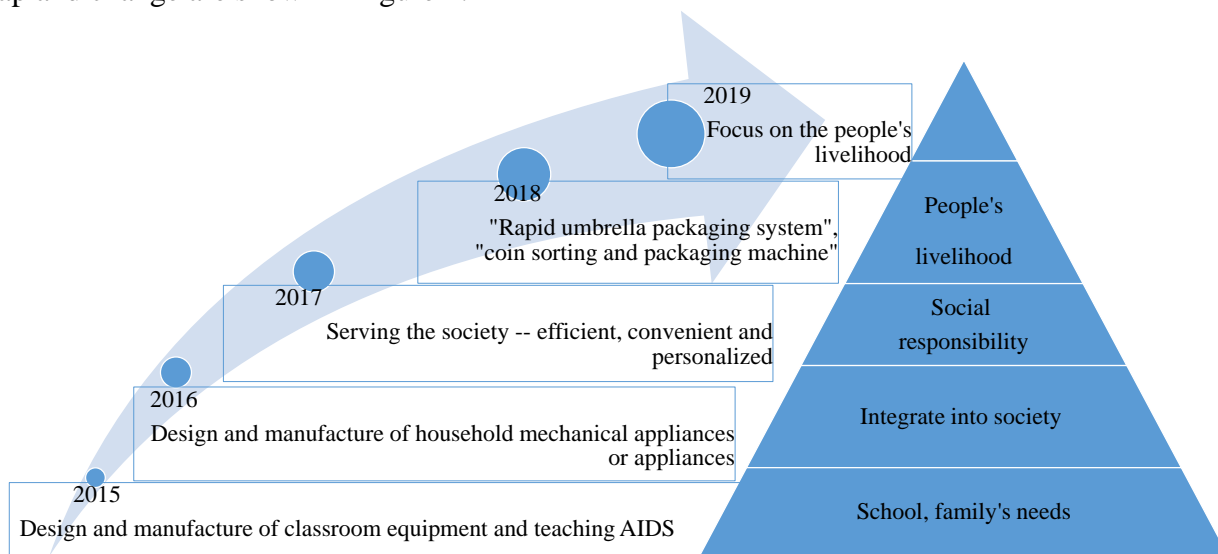 2019
Focus on the people's
livelihood
2018
"Rapid umbrella packaging system",
"coin sorting and packaging machine"
2017
Serving the society -- efficient, convenient and
personalized
2016
Design and manufacture of household mechanical appliances
or appliances
2015
Design and manufacture of classroom equipment and teaching AIDS
People's
livelihood
Social
responsibility
Integrate into society
School, family's needs